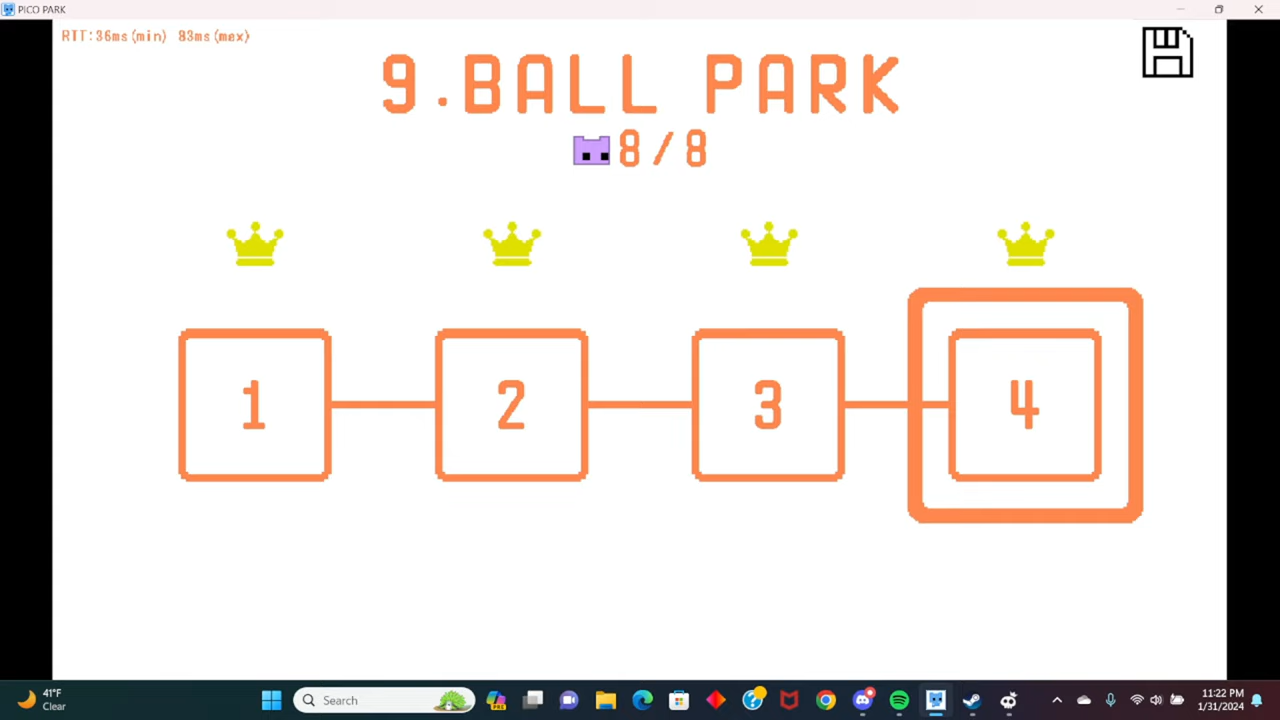 PICO PARK
RTT:36ms(min) 83ms(max)
9.BALL PARK
8/8
1
2
3
4
41°F
Clear
Search
PRE
11:22 PM
1/31/2024